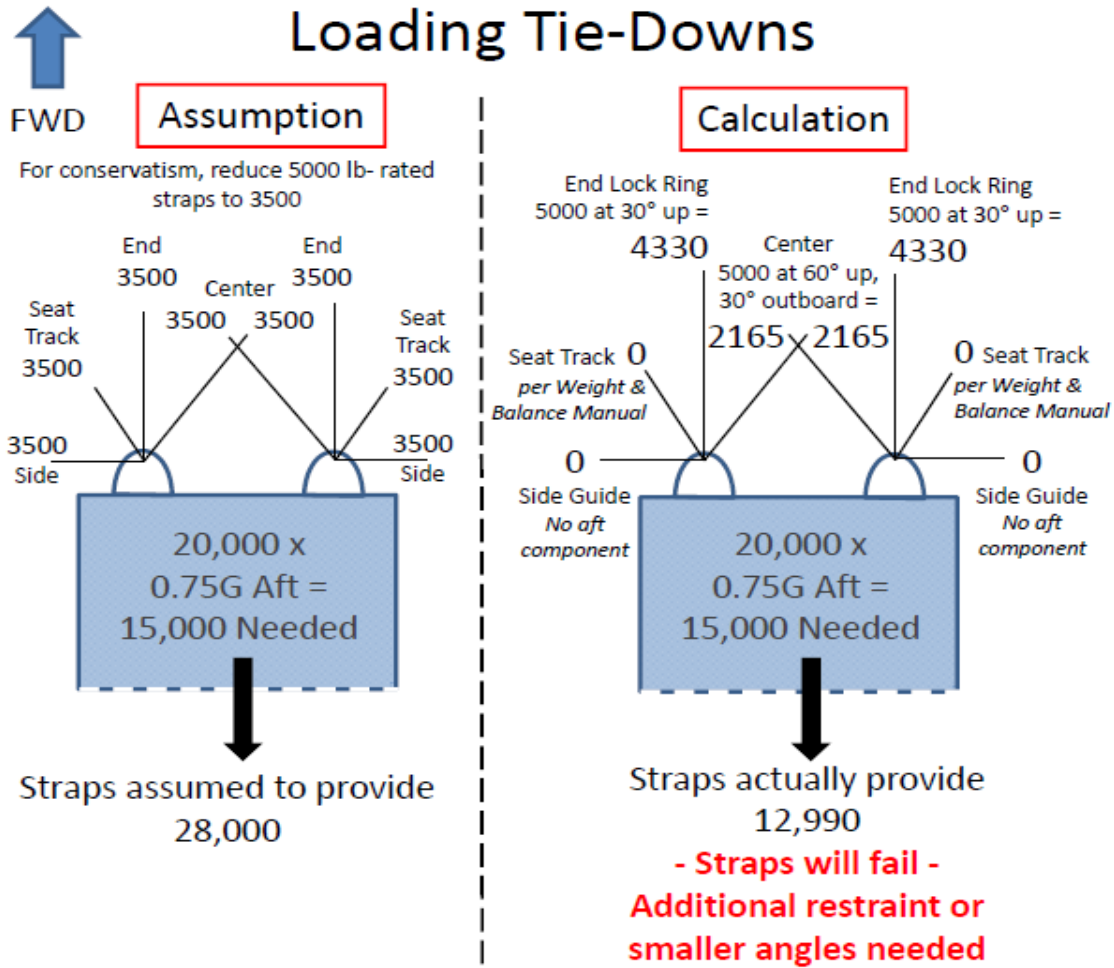 Loading Tie-Downs
FWD
Assumption
For conservatism, reduce 5000 lb- rated
straps to 3500
End
3500
End
3500
Center
3500
3500
Seat
Track
3500
Seat
Track
3500
3500
Side
3500
Side
20,000 x
0.75G Aft =
15,000 Needed
Straps assumed to provide
28,000
Calculation
End Lock Ring
5000 at 30° up =
4330
End Lock Ring
5000 at 30° up =
4330
Center
5000 at 60° up,
30° outboard =
2165
2165
Seat Track 0
per Weight &
Balance Manual
0 Seat Track
per Weight &
Balance Manual
0
Side Guide
No aft
component
0
Side Guide
No aft
component
20,000 x
0.75G Aft =
15,000 Needed
Straps actually provide
12,990
- Straps will fail -
Additional restraint or
smaller angles needed